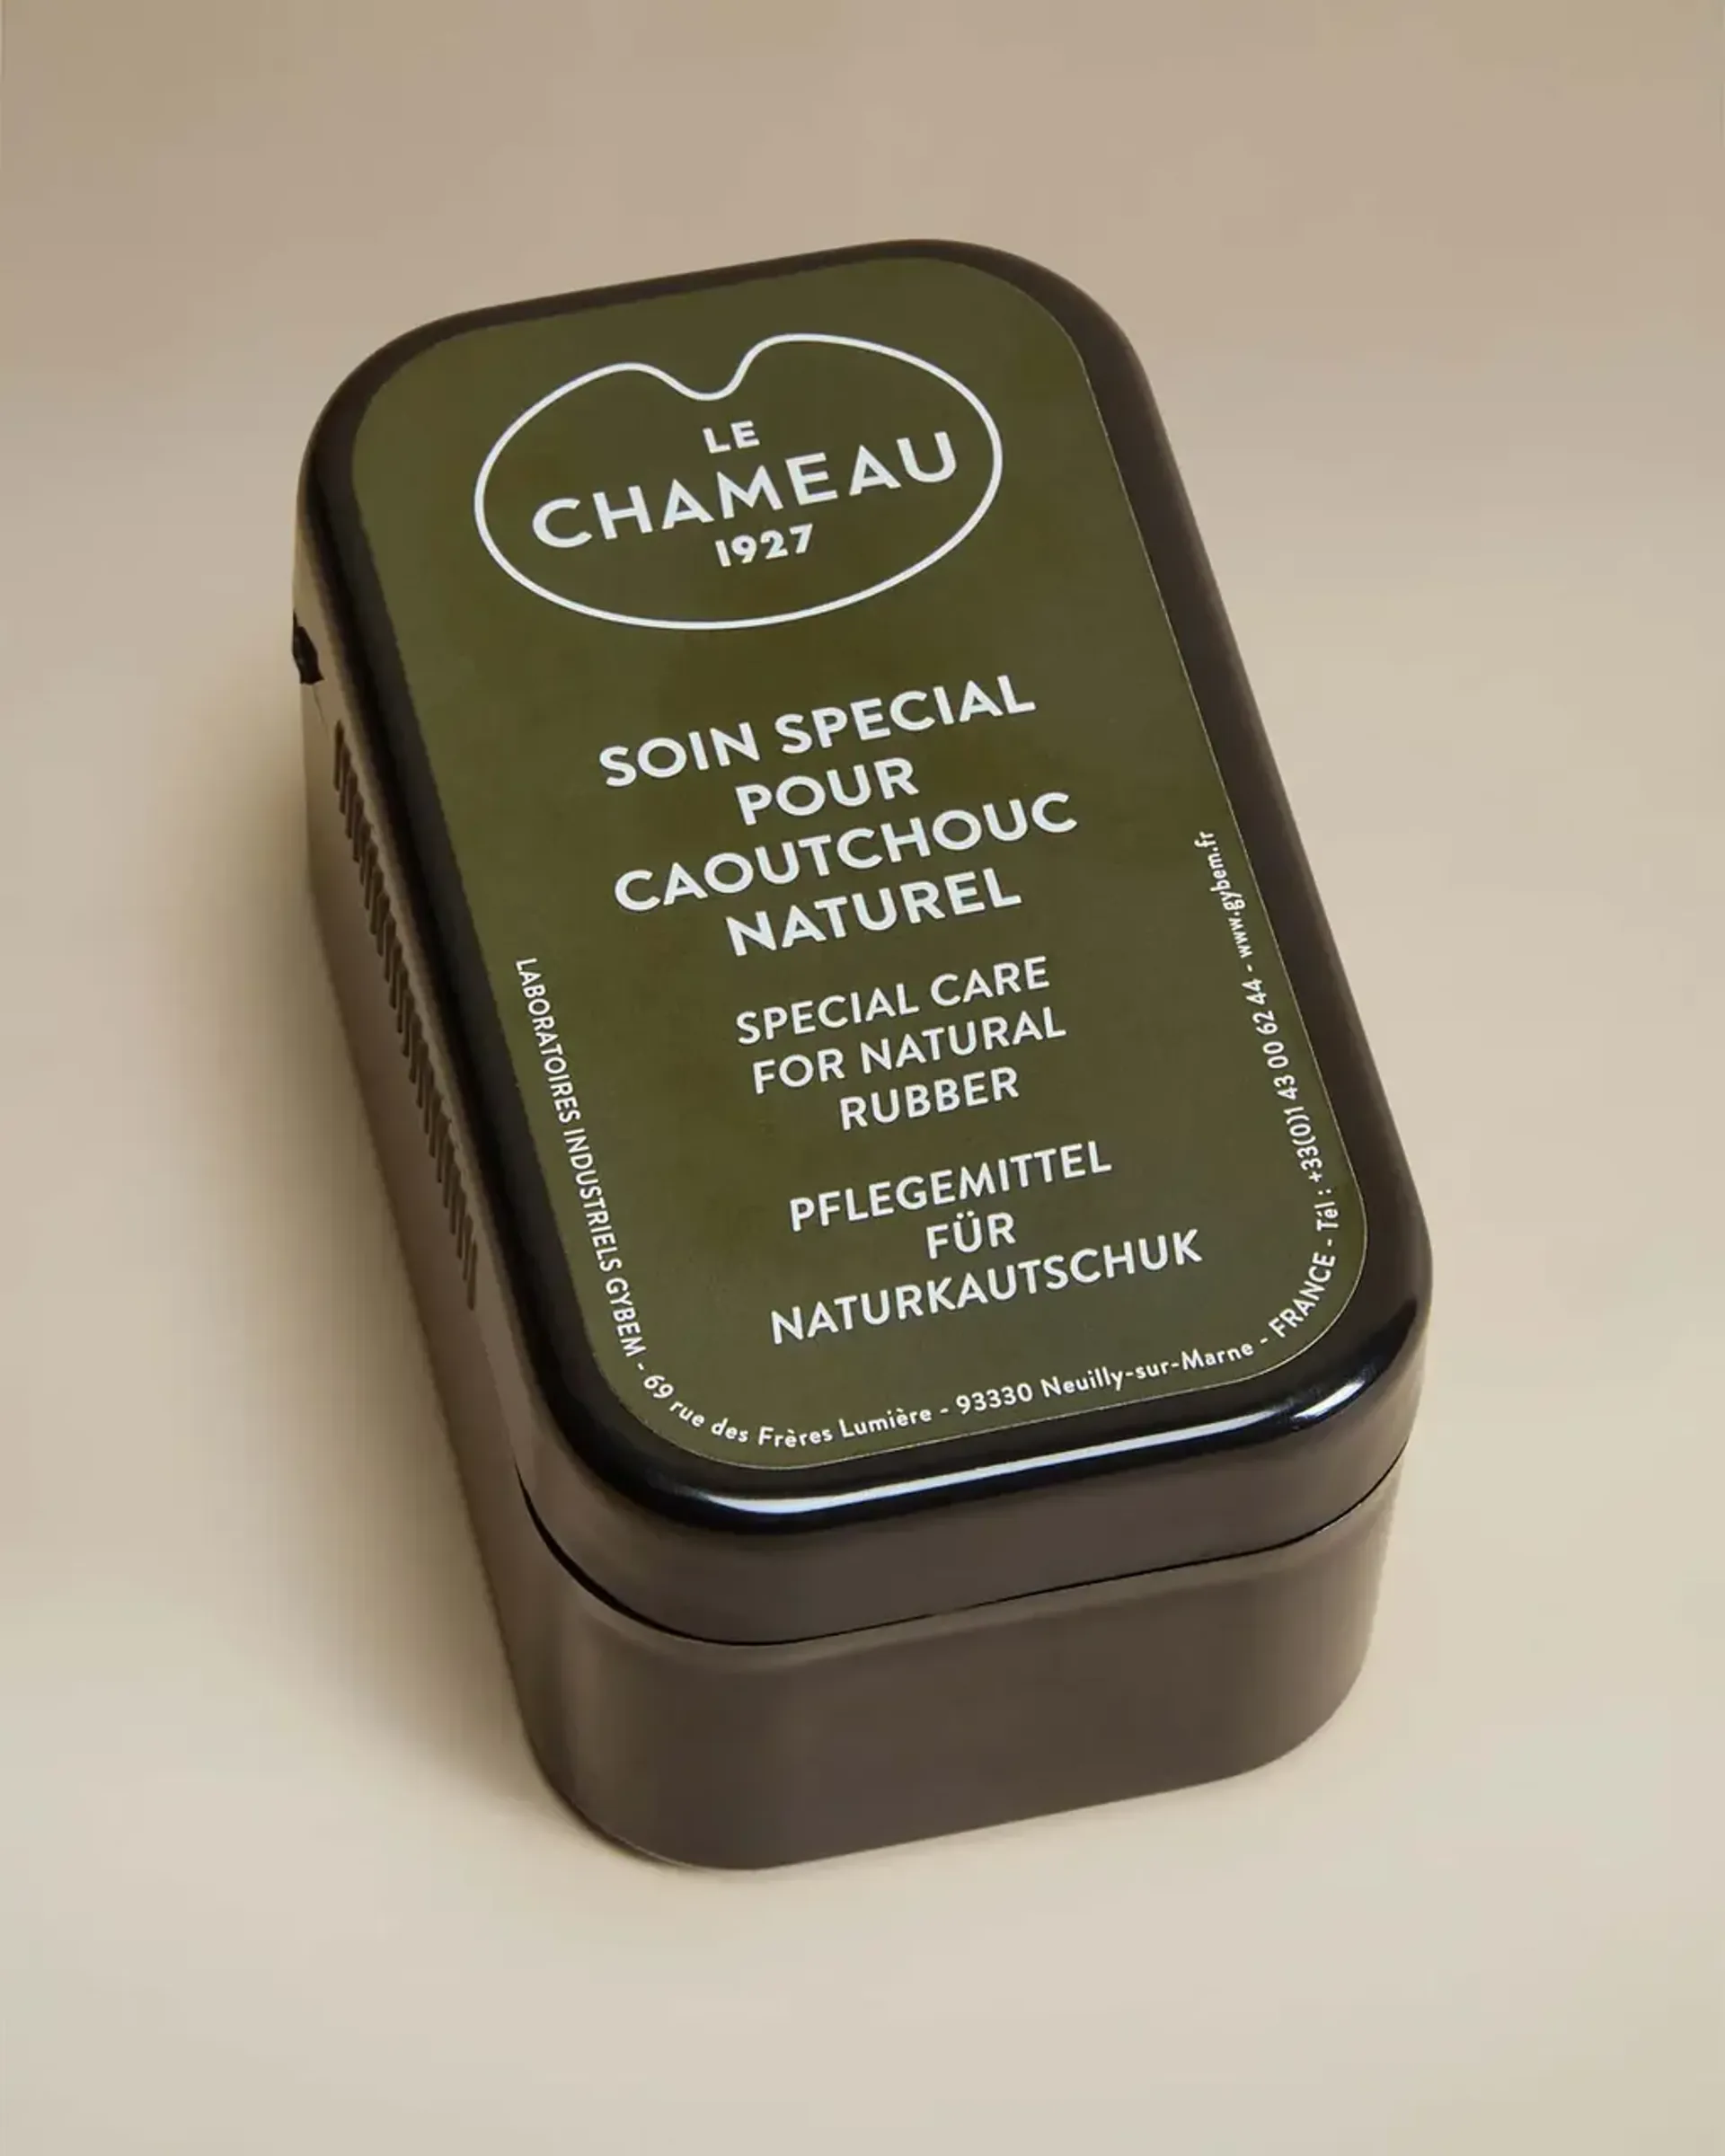 LE
CHAMEAU
1927
SOIN SPECIAL
POUR
CAOUTCHOUC
NATUREL
SPECIAL CARE
FOR NATURAL
RUBBER
PFLEGEMITTEL
FÜR
NATURKAUTSCHUK
LABORATOIRES INDUSTRIELS GYBEM - 69 rue des Frères Lumière - 93330 Neuilly-sur-Marne - FRANCE - Tél : +33(0)1 43 00 62 44 - www.gybem.fr